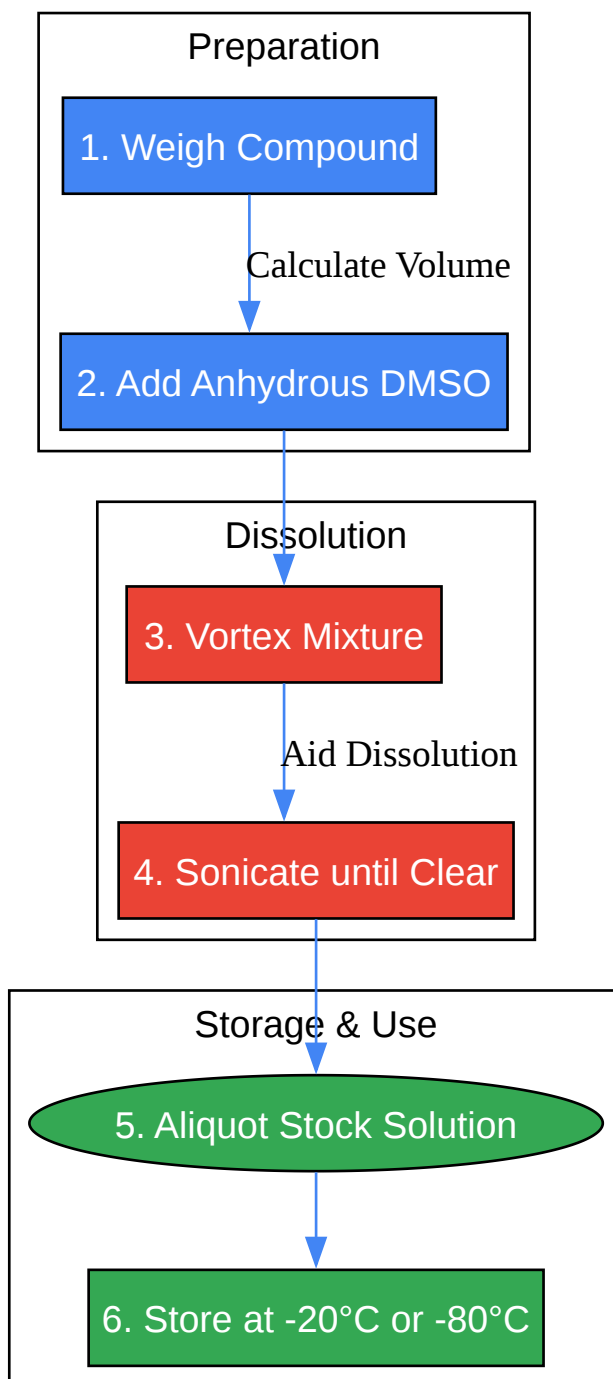 Preparation
1. Weigh Compound
Calculate Volume
2. Add Anhydrous DMSO
Dissolution
3. Vortex Mixture
Aid Dissolution
4. Sonicate until Clear
Storage & Use
5. Aliquot Stock Solution
6. Store at -20°C or -80°C